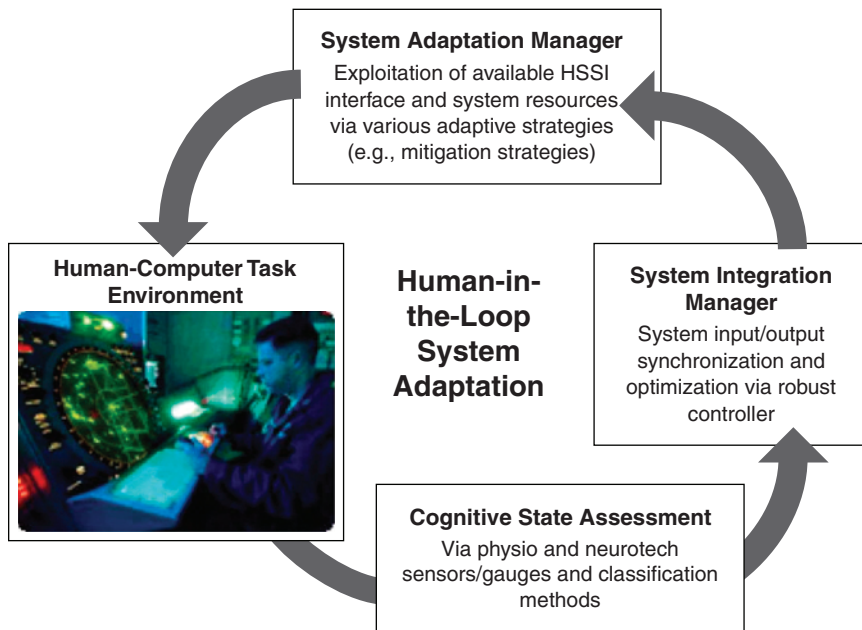 System Adaptation Manager
Exploitation of available HSSI
interface and system resources
via various adaptive strategies
(e.g., mitigation strategies)
Human-Computer Task
Environment
Human-in-
the-Loop
System
Adaptation
System Integration
Manager
System input/output
synchronization and
optimization via robust
controller
Cognitive State Assessment
Via physio and neurotech
sensors/gauges and classification
methods